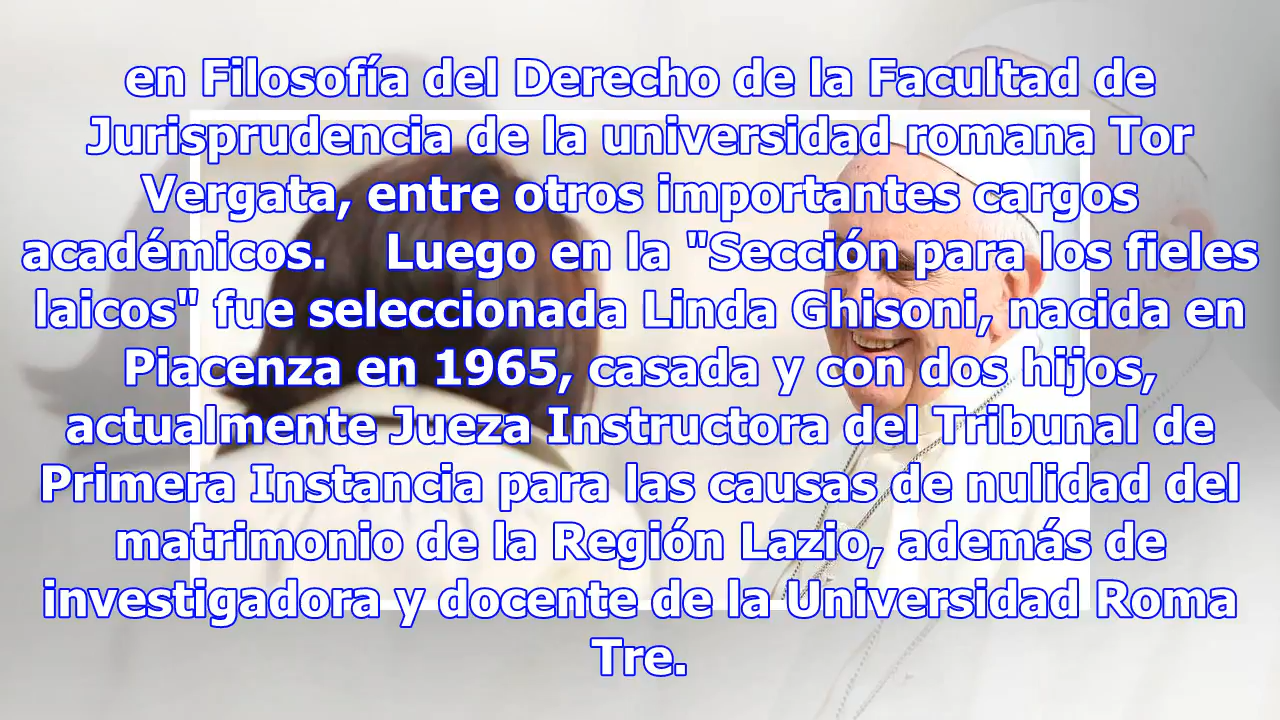 en Filosofía del Derecho de la Facultad de
Jurisprudencia de la universidad romana Tor
Vergata, entre otros importantes cargos
académicos.    Luego en la "Sección para los fieles
laicos" fue seleccionada Linda Ghisoni, nacida en
Piacenza en 1965, casada y con dos hijos,
actualmente Jueza Instructora del Tribunal de
Primera Instancia para las causas de nulidad del
matrimonio de la Región Lazio, además de
investigadora y docente de la Universidad Roma
Tre.